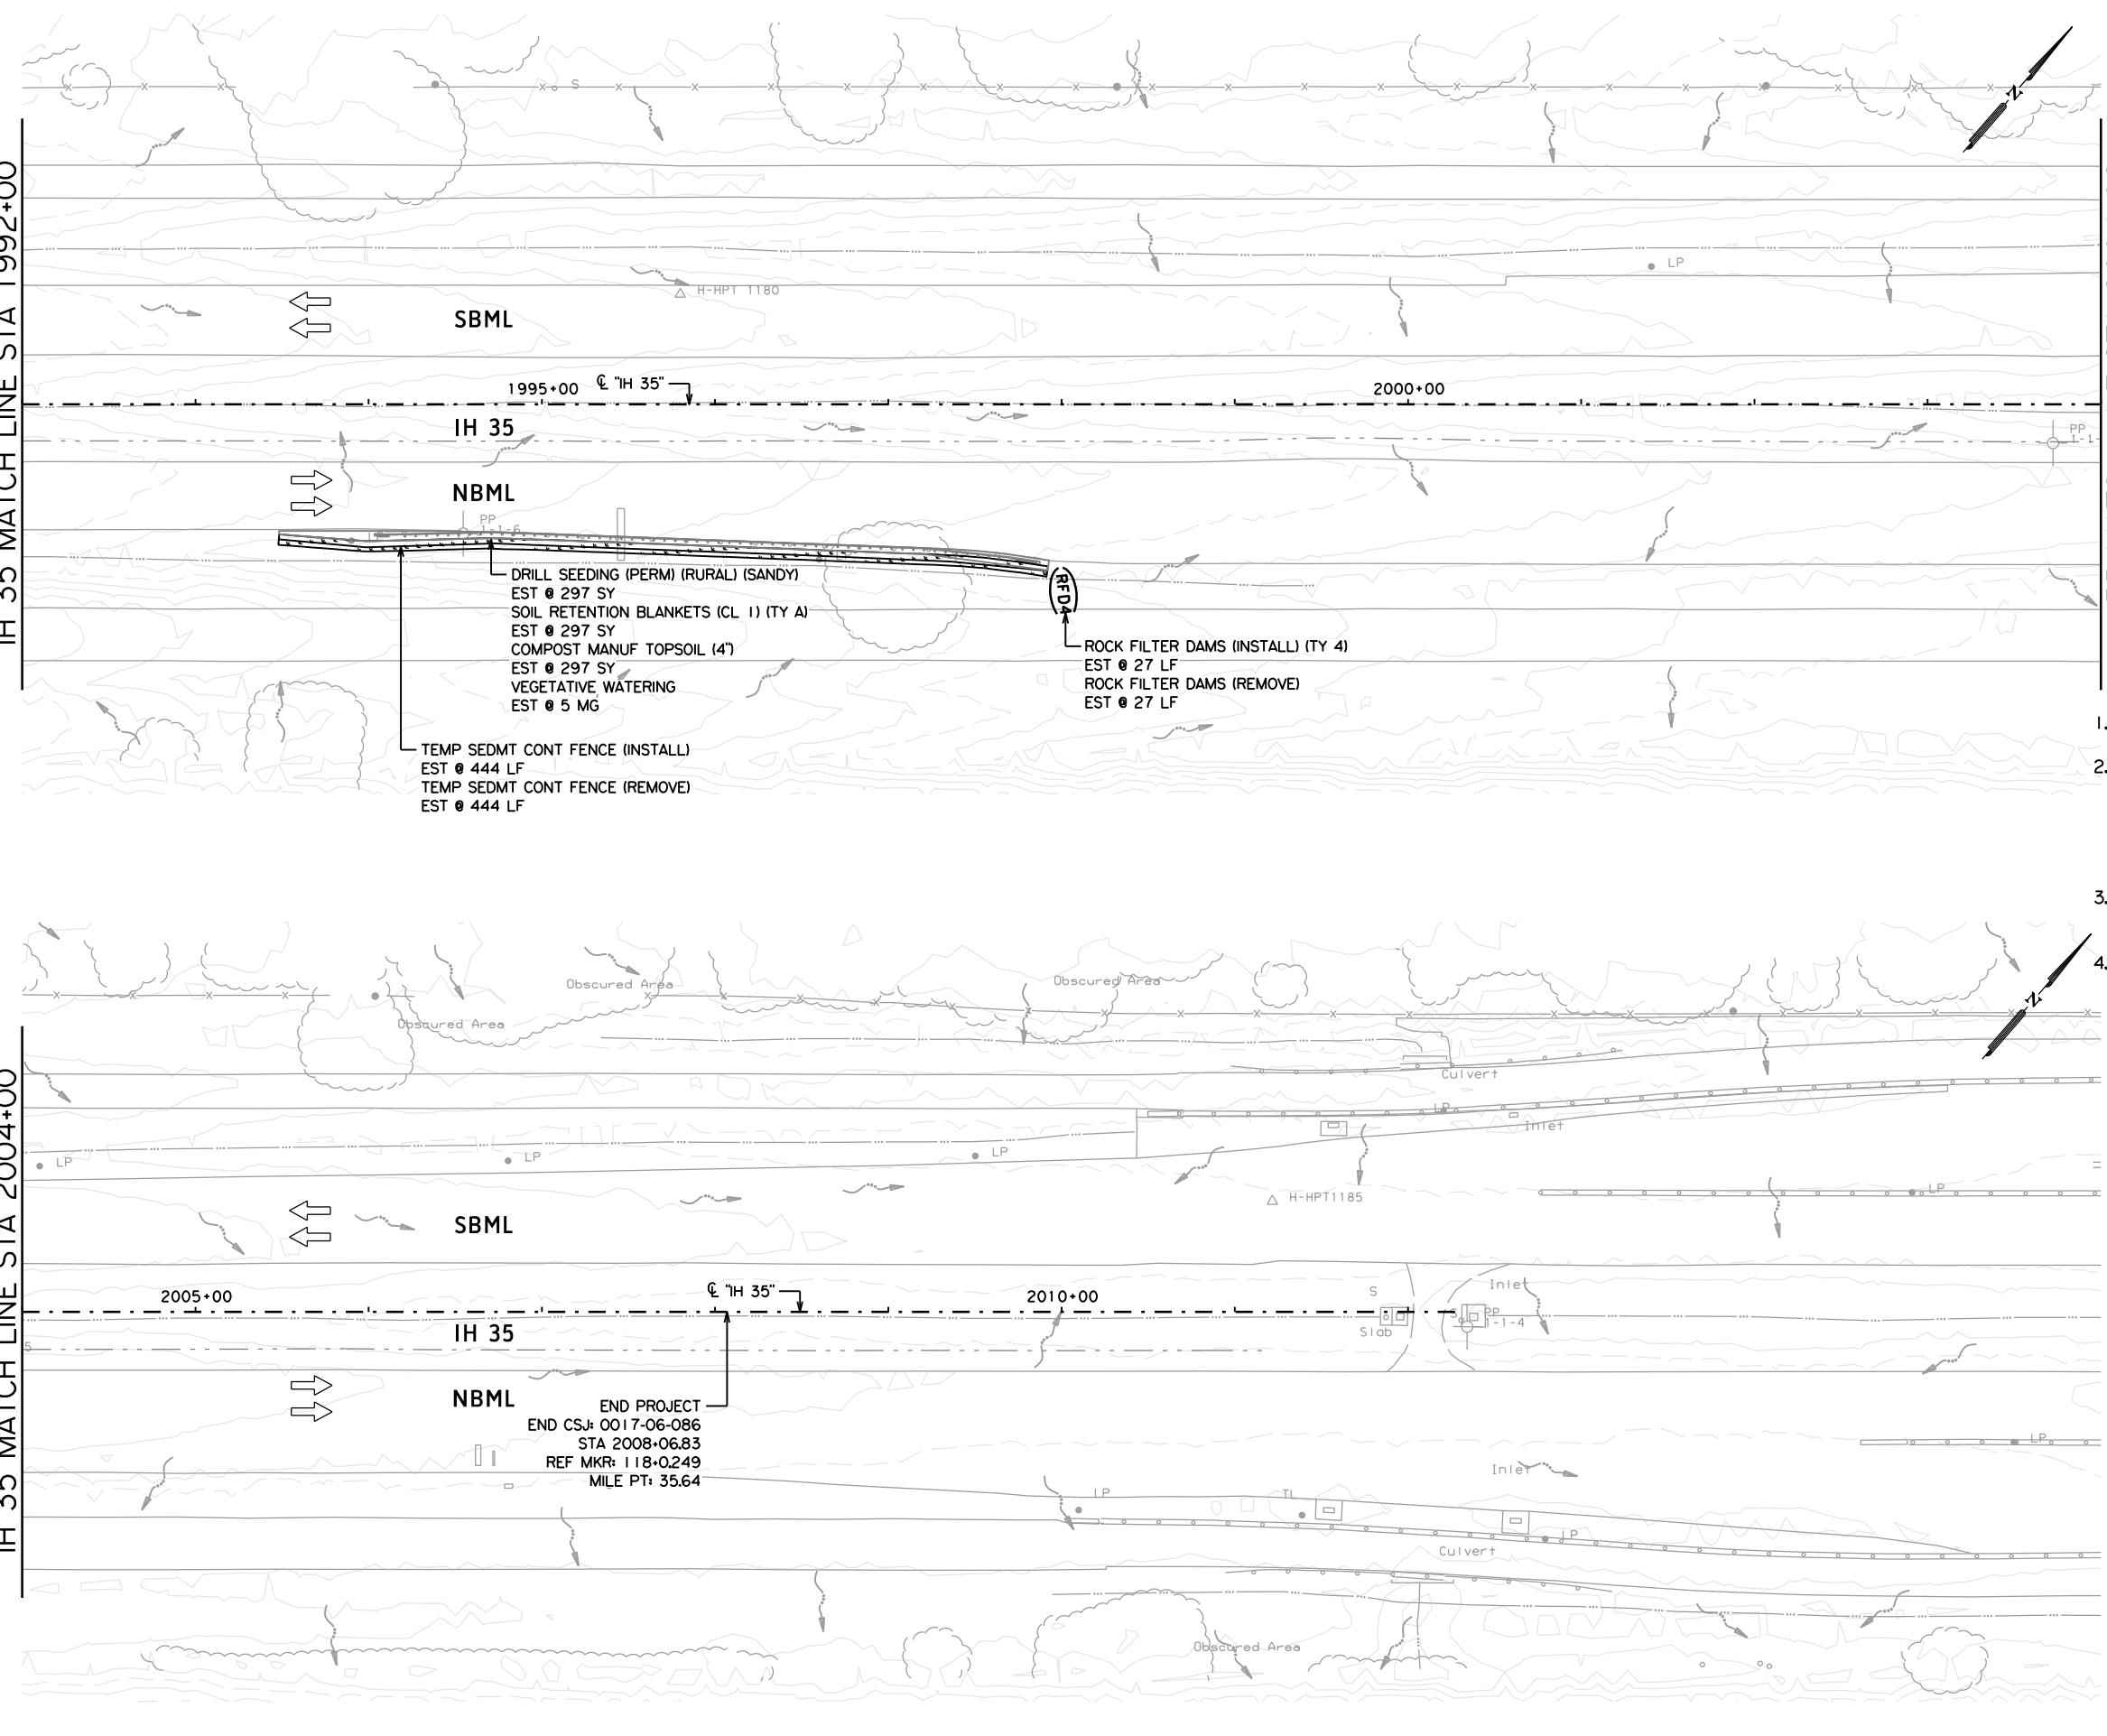 IH 35 MATCH LINE STA 1992+00
S
N
LP
H-HPT 1180
SBML
1995+00
℄ "IH 35"
2000+00
IH 35
PP
1-1-
NBML
PP
1-1-6
DRILL SEEDING (PERM) (RURAL) (SANDY)
EST @ 297 SY
SOIL RETENTION BLANKETS (CL 1) (TY A)
EST @ 297 SY
COMPOST MANUF TOPSOIL (4")
EST @ 297 SY
VEGETATIVE WATERING
EST @ 5 MG
RFD4
ROCK FILTER DAMS (INSTALL) (TY 4)
EST @ 27 LF
ROCK FILTER DAMS (REMOVE)
EST @ 27 LF
TEMP SEDMT CONT FENCE (INSTALL)
EST @ 444 LF
TEMP SEDMT CONT FENCE (REMOVE)
EST @ 444 LF
1.
2.
3.
4.
IH 35 MATCH LINE STA 2004+00
Obscured Area
Obscured Area
Obscured Area
N
Culvert
LP
Inlet
LP
LP
LP
LP
H-HPT1185
SBML
2005+00
℄ "IH 35"
2010+00
S
Inlet
S
PP
1-1-4
Slab
IH 35
5
NBML
END PROJECT
END CSJ: 0017-06-086
STA 2008+06.83
REF MKR: 118+0.249
MILE PT: 35.64
LP
Inlet
LP
TL
LP
Culvert
Obscured Area